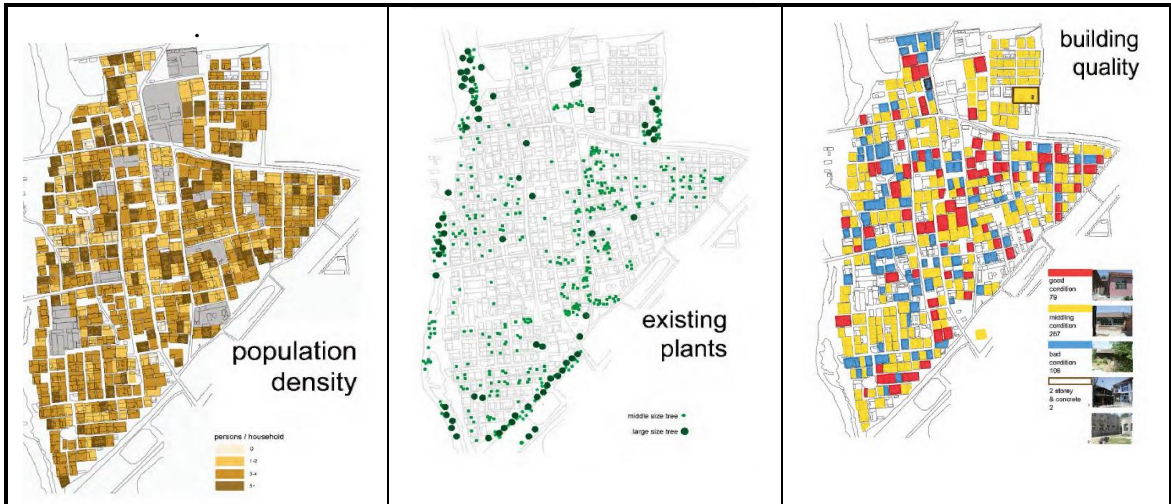 population
density
persons / household
0
1-2
3-4
5+
existing
plants
middle size tree
large size tree
building
quality
good
condition
79
middling
condition
267
bad
condition
106
2 storey
& concrete
2